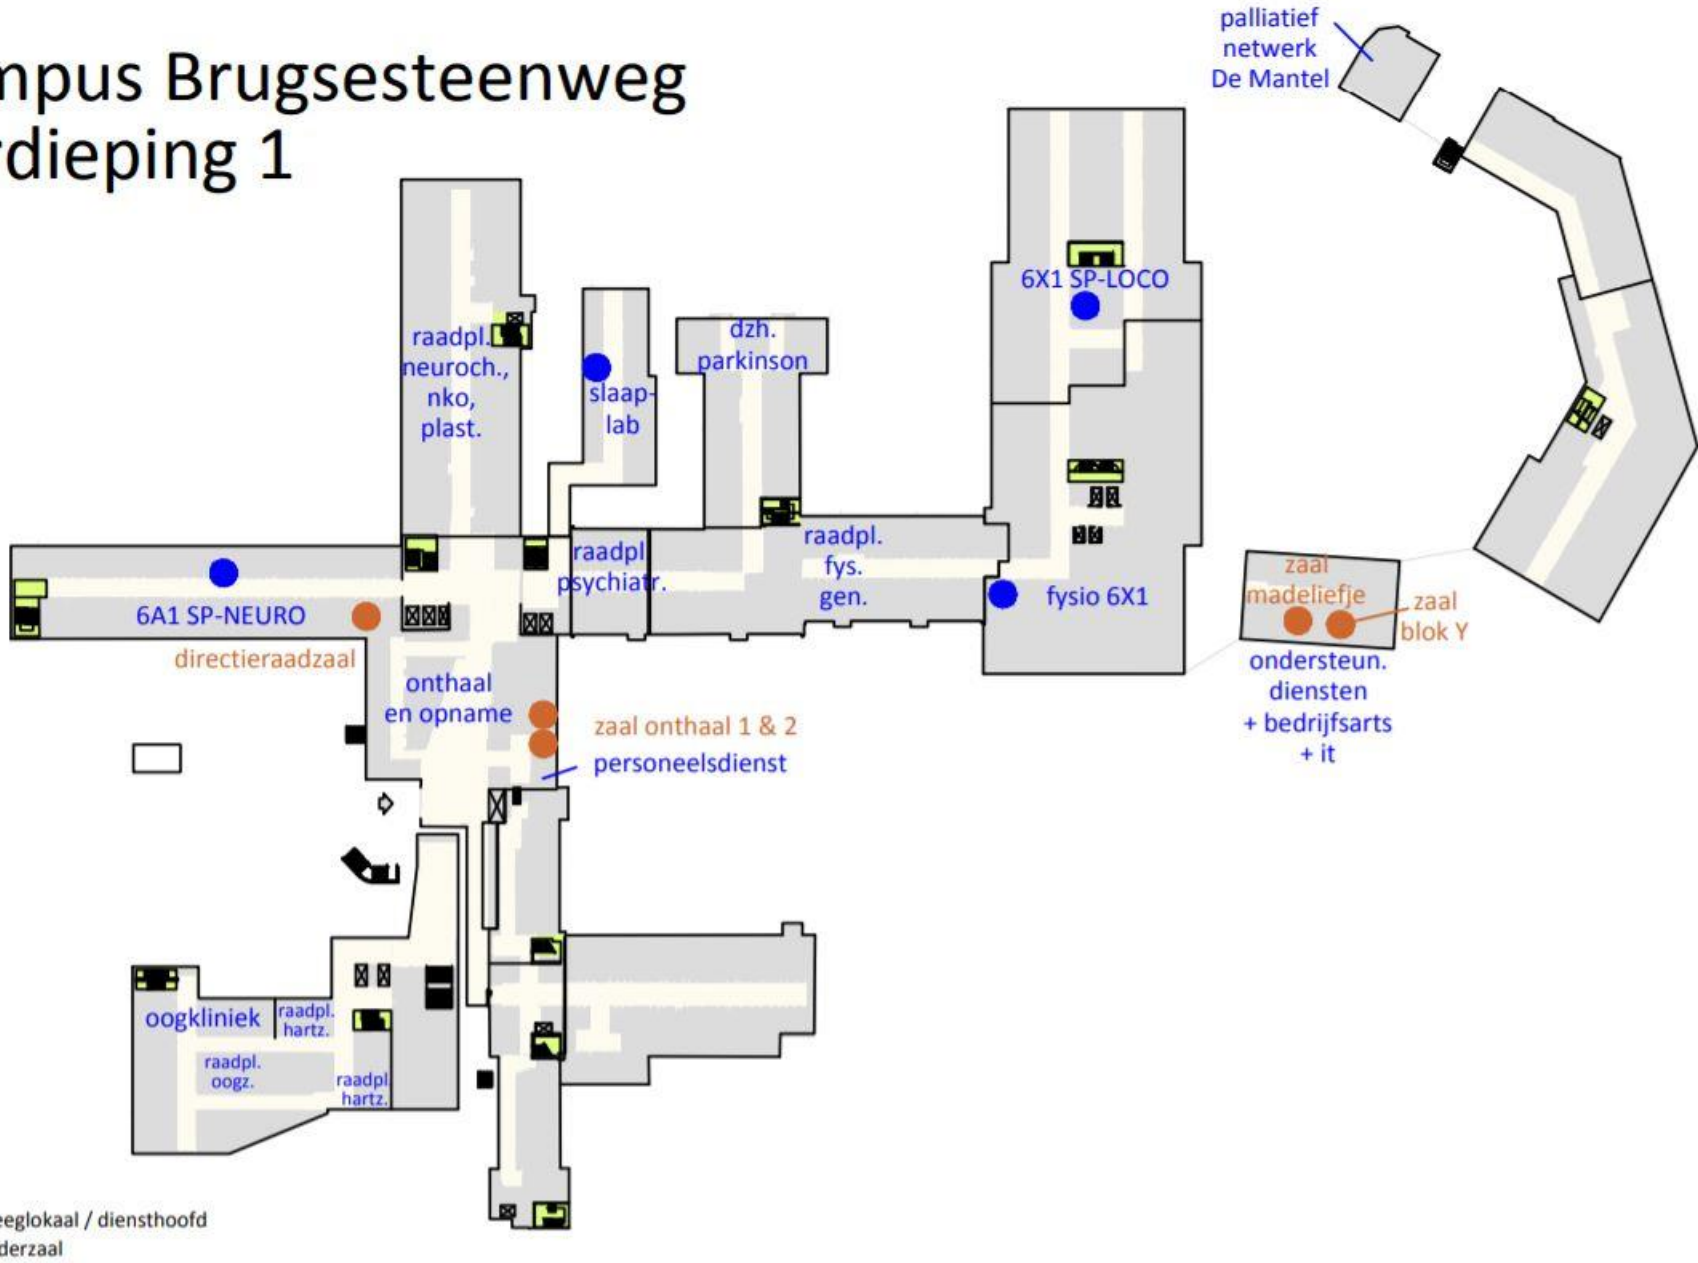 mpus Brugsesteenweg
rdieping 1
palliatief
netwerk
De Mantel
6X1 SP-LOCO
raadpl.
neuroch.,
nko,
plast.
slaap-
lab
dzh.
parkinson
raadpl.
psychiatr.
raadpl.
fys.
gen.
fysio 6X1
zaal
madeliefje
zaal
blok Y
ondersteun.
diensten
+ bedrijfsarts
+ it
6A1 SP-NEURO
directieraadzaal
onthaal
en opname
zaal onthaal 1 & 2
personeelsdienst
oogkliniek
raadpl.
hartz.
raadpl.
oogz.
raadpl.
hartz.
eeglokaal / diensthoofd
derzaal